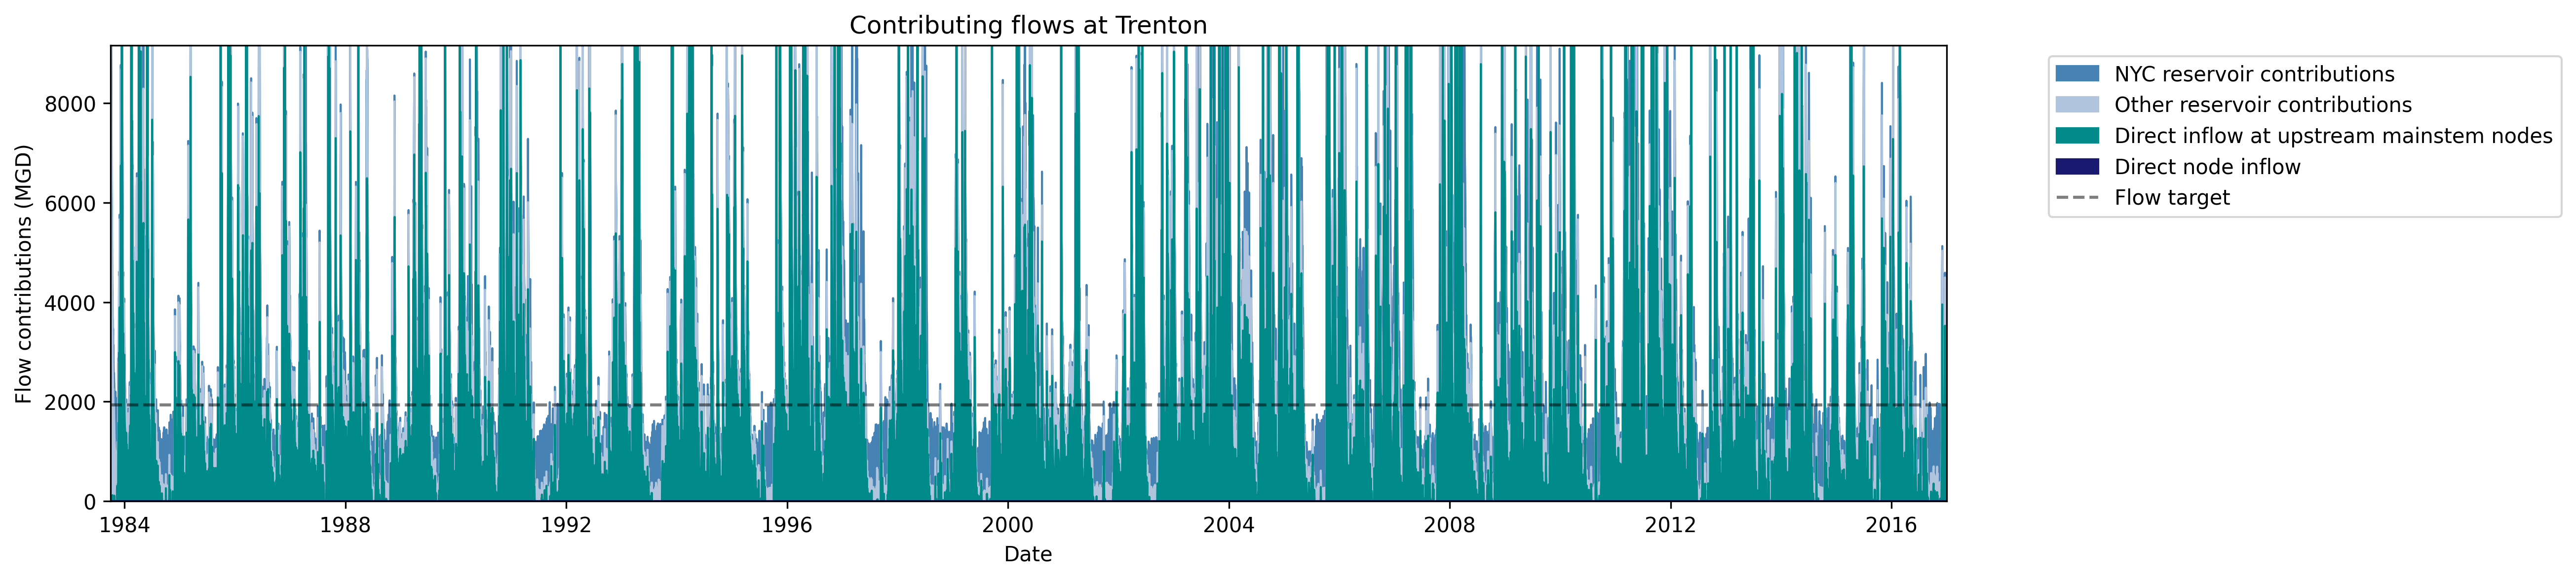 Contributing flows at Trenton
Flow contributions (MGD)
8000
6000
4000
2000
0
1984
1988
1992
1996
2000
2004
2008
2012
2016
Date
NYC reservoir contributions
Other reservoir contributions
Direct inflow at upstream mainstem nodes
Direct node inflow
Flow target